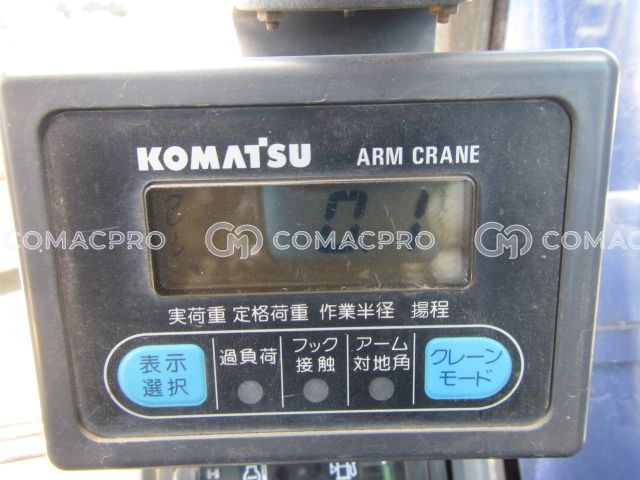 KOMATSU ARM CRANE
01
COMACPRO COMACPRO COMACPRO
実荷重 定格荷重 作業半径 揚程
表示
選択
過負荷
フック
接触
アーム
対地角
クレーン
モード
H